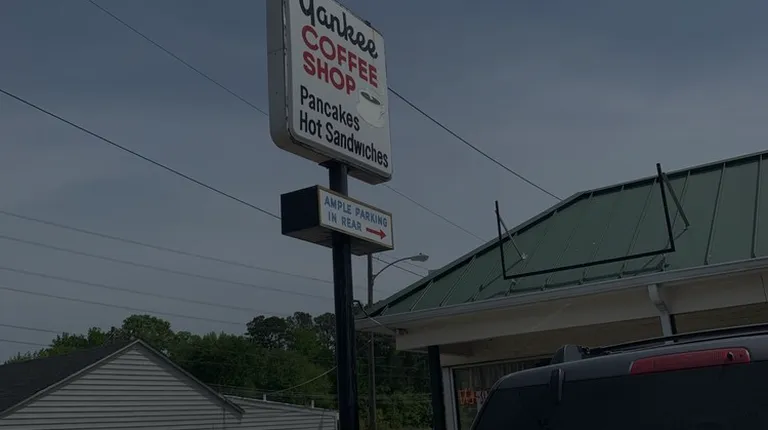 Yankee
COFFEE
SHOP
Pancakes
Hot Sandwiches
AMPLE PARKING
IN REAR